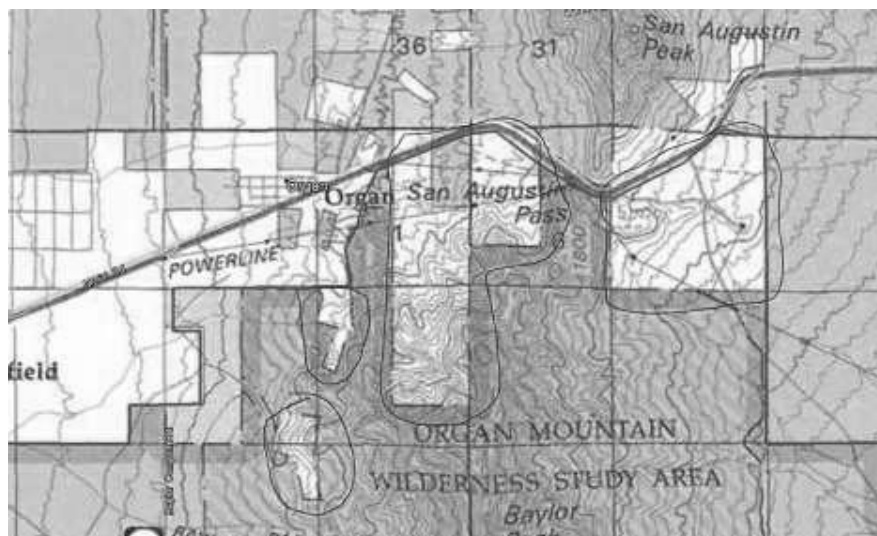 San Augustin
Peak
36
31
Organ
San Augustin
Pass
1
6
1800
POWERLINE
field
ORGAN MOUNTAIN
WILDERNESS STUDY AREA
Baylor